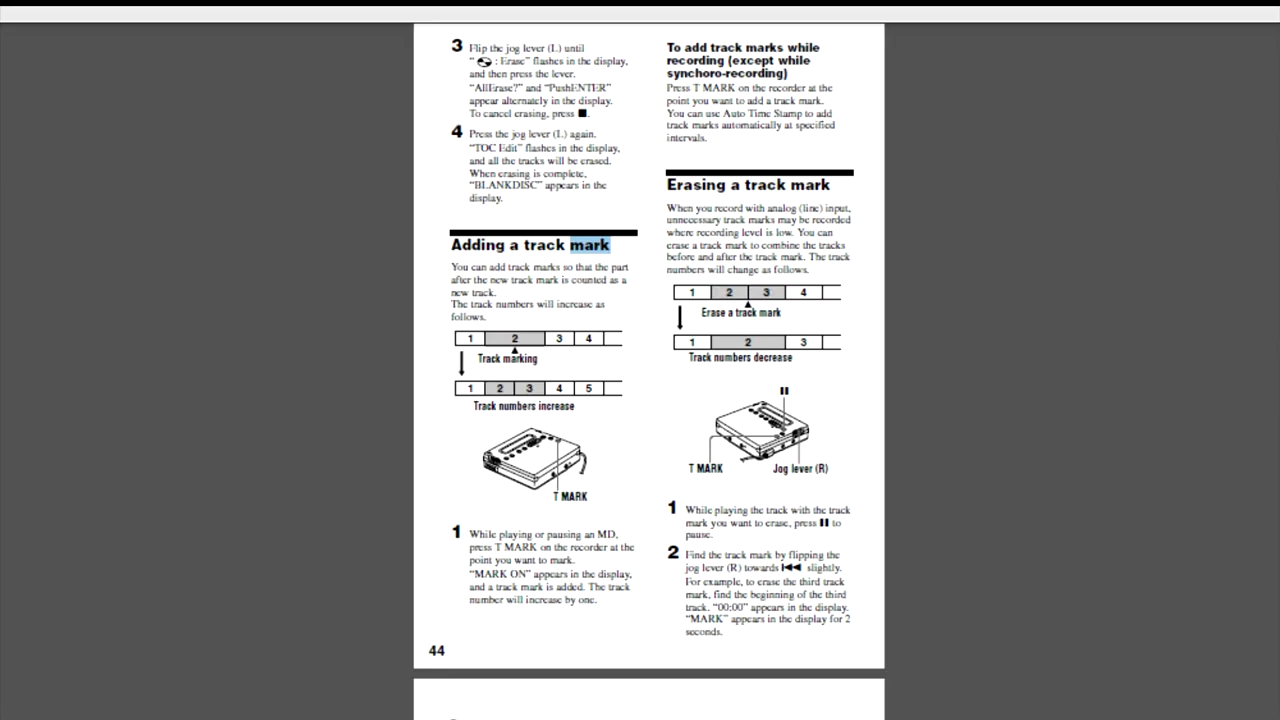 3 Flip the jog lever (L) until
“ : Erase” flashes in the display,
and then press the lever.
“AllErase?” and “PushENTER”
appear alternately in the display.
To cancel erasing, press ■.
4 Press the jog lever (L) again.
“TOC Edit” flashes in the display,
and all the tracks will be erased.
When erasing is complete,
“BLANKDISC” appears in the
display.
Adding a track mark
You can add track marks so that the part
after the new track mark is counted as a
new track.
The track numbers will increase as
follows.
1 2 3 4
Track marking
1 2 3 4 5
Track numbers increase
T MARK
1 While playing or pausing an MD,
press T MARK on the recorder at the
point you want to mark.
“MARK ON” appears in the display,
and a track mark is added. The track
number will increase by one.
To add track marks while
recording (except while
synchoro-recording)
Press T MARK on the recorder at the
point you want to add a track mark.
You can use Auto Time Stamp to add
track marks automatically at specified
intervals.
Erasing a track mark
When you record with analog (line) input,
unnecessary track marks may be recorded
where recording level is low. You can
erase a track mark to combine the tracks
before and after the track mark. The track
numbers will change as follows.
1 2 3 4
Erase a track mark
1 2 3
Track numbers decrease
T MARK Jog lever (R)
1 While playing the track with the track
mark you want to erase, press ▮▮ to
pause.
2 Find the track mark by flipping the
jog lever (R) towards ▮◀◀ slightly.
For example, to erase the third track
mark, find the beginning of the third
track. “00:00” appears in the display.
“MARK” appears in the display for 2
seconds.
44